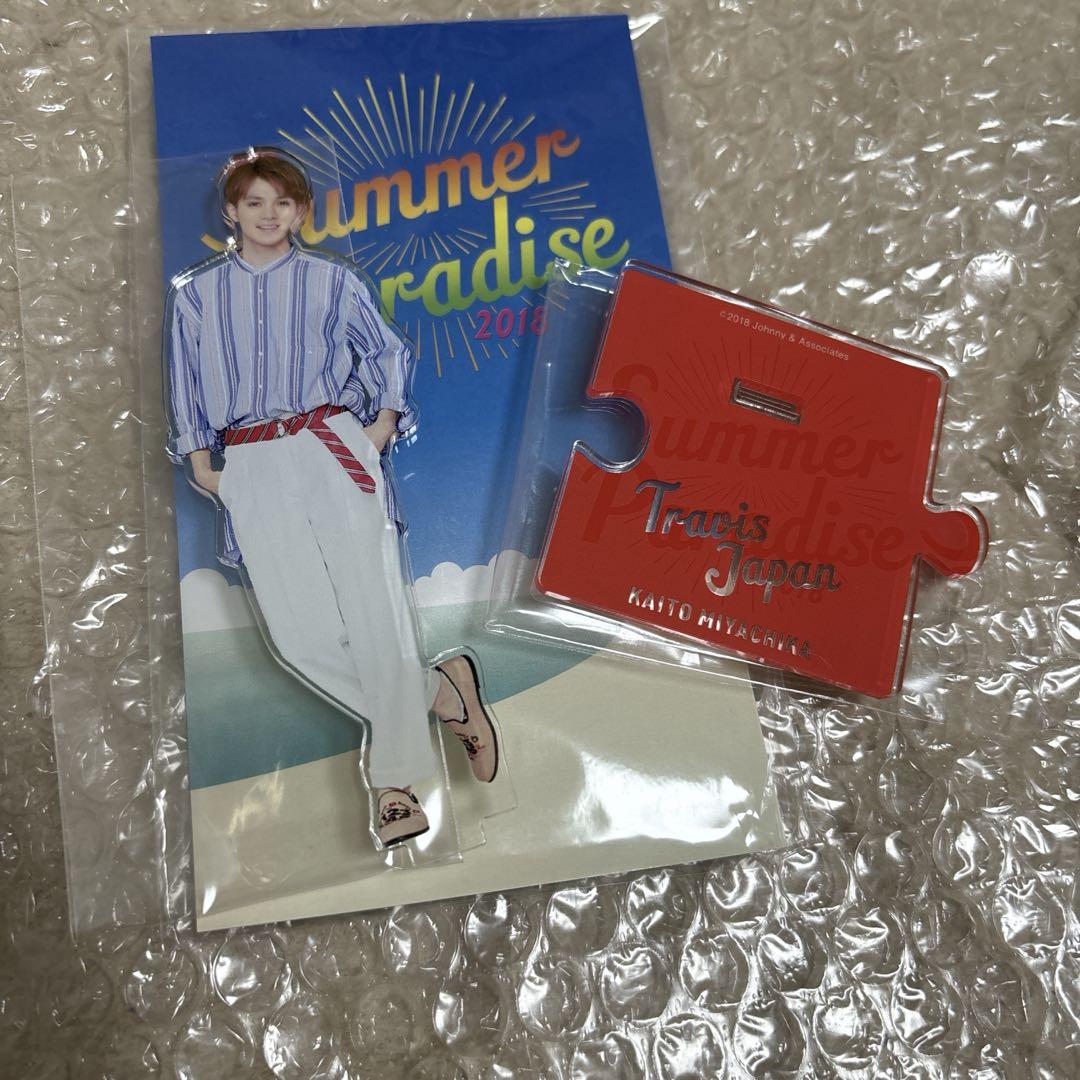 Summer
Paradise
2018
©2018 Johnny & Associates
Summer
Paradise
Travis
Japan
KAITO MIYACHIKA